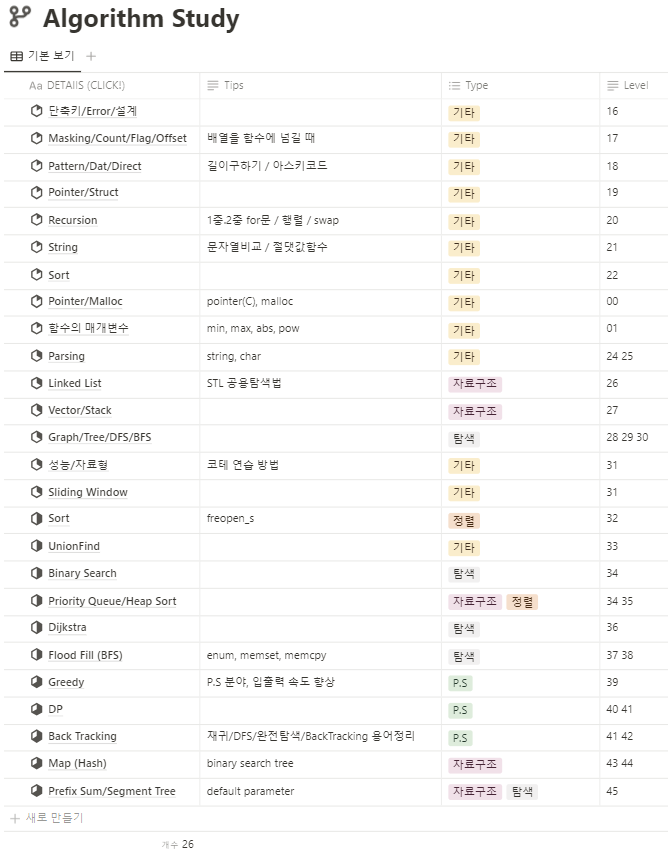 Algorithm Study
기본 보기
Aa DETAIlS (CLICK!) Tips Type Level
단축키/Error/설계 기타 16
Masking/Count/Flag/Offset 배열을 함수에 넘길 때 기타 17
Pattern/Dat/Direct 길이구하기 / 아스키코드 기타 18
Pointer/Struct 기타 19
Recursion 1중.2중 for문 / 행렬 / swap 기타 20
String 문자열비교 / 절댓값함수 기타 21
Sort 기타 22
Pointer/Malloc pointer(C), malloc 기타 00
함수의 매개변수 min, max, abs, pow 기타 01
Parsing string, char 기타 24 25
Linked List STL 공용탐색법 자료구조 26
Vector/Stack 자료구조 27
Graph/Tree/DFS/BFS 탐색 28 29 30
성능/자료형 코테 연습 방법 기타 31
Sliding Window 기타 31
Sort freopen_s 정렬 32
UnionFind 기타 33
Binary Search 탐색 34
Priority Queue/Heap Sort 자료구조 정렬 34 35
Dijkstra 탐색 36
Flood Fill (BFS) enum, memset, memcpy 탐색 37 38
Greedy P.S 분야, 입출력 속도 향상 P.S 39
DP P.S 40 41
Back Tracking 재귀/DFS/완전탐색/BackTracking 용어정리 P.S 41 42
Map (Hash) binary search tree 자료구조 43 44
Prefix Sum/Segment Tree default parameter 자료구조 탐색 45
새로 만들기
개수 26